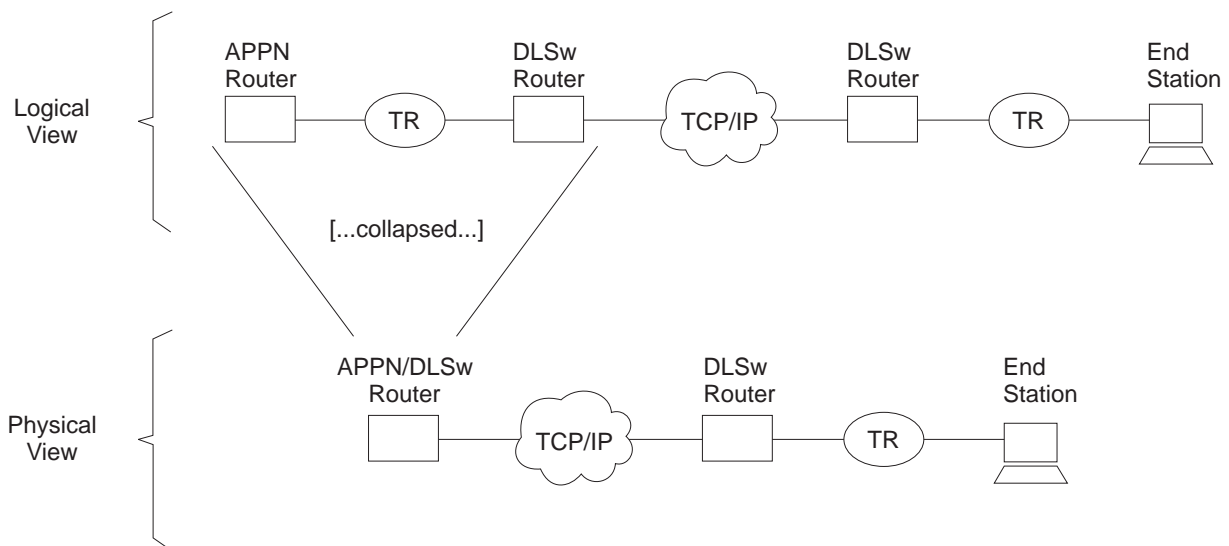 APPN
Router
DLSw
Router
DLSw
Router
End
Station
Logical
View
TR
TCP/IP
TR
[...collapsed...]
APPN/DLSw
Router
DLSw
Router
End
Station
Physical
View
TCP/IP
TR